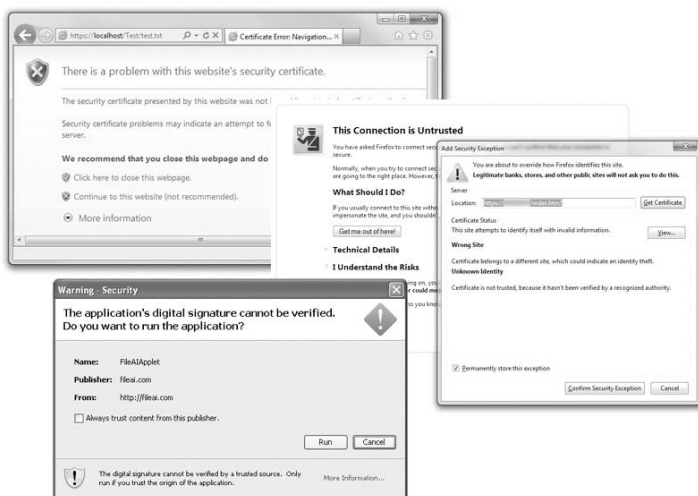 https://localhost/Test/test.txt
Certificate Error: Navigation...
There is a problem with this website's security certificate.
The security certificate presented by this website was not
Security certificate problems may indicate an attempt to
server.
We recommend that you close this webpage and do
Click here to close this webpage.
Continue to this website (not recommended).
More information
This Connection is Untrusted
You have asked Firefox to connect
secure.
Normally, when you try to connect
are going to the right place. However,
What Should I Do?
If you usually connect to this site
impersonate the site, and you shouldn'
Get me out of here!
Technical Details
I Understand the Risks
Add Security Exception
You are about to override how Firefox identifies this site.
Legitimate banks, stores, and other public sites will not ask you to do this.
Server
Location: https:// /index.html
Get Certificate
Certificate Status
This site attempts to identify itself with invalid information.
View...
Wrong Site
Certificate belongs to a different site, which could indicate an identity theft.
Unknown Identity
Certificate is not trusted, because it hasn't been verified by a recognized authority.
Permanently store this exception
Confirm Security Exception
Cancel
Warning - Security
The application's digital signature cannot be verified.
Do you want to run the application?
Name: FileAIApplet
Publisher: fileai.com
From: http://fileai.com
Always trust content from this publisher.
Run
Cancel
The digital signature cannot be verified by a trusted source. Only
run if you trust the origin of the application.
More Information...